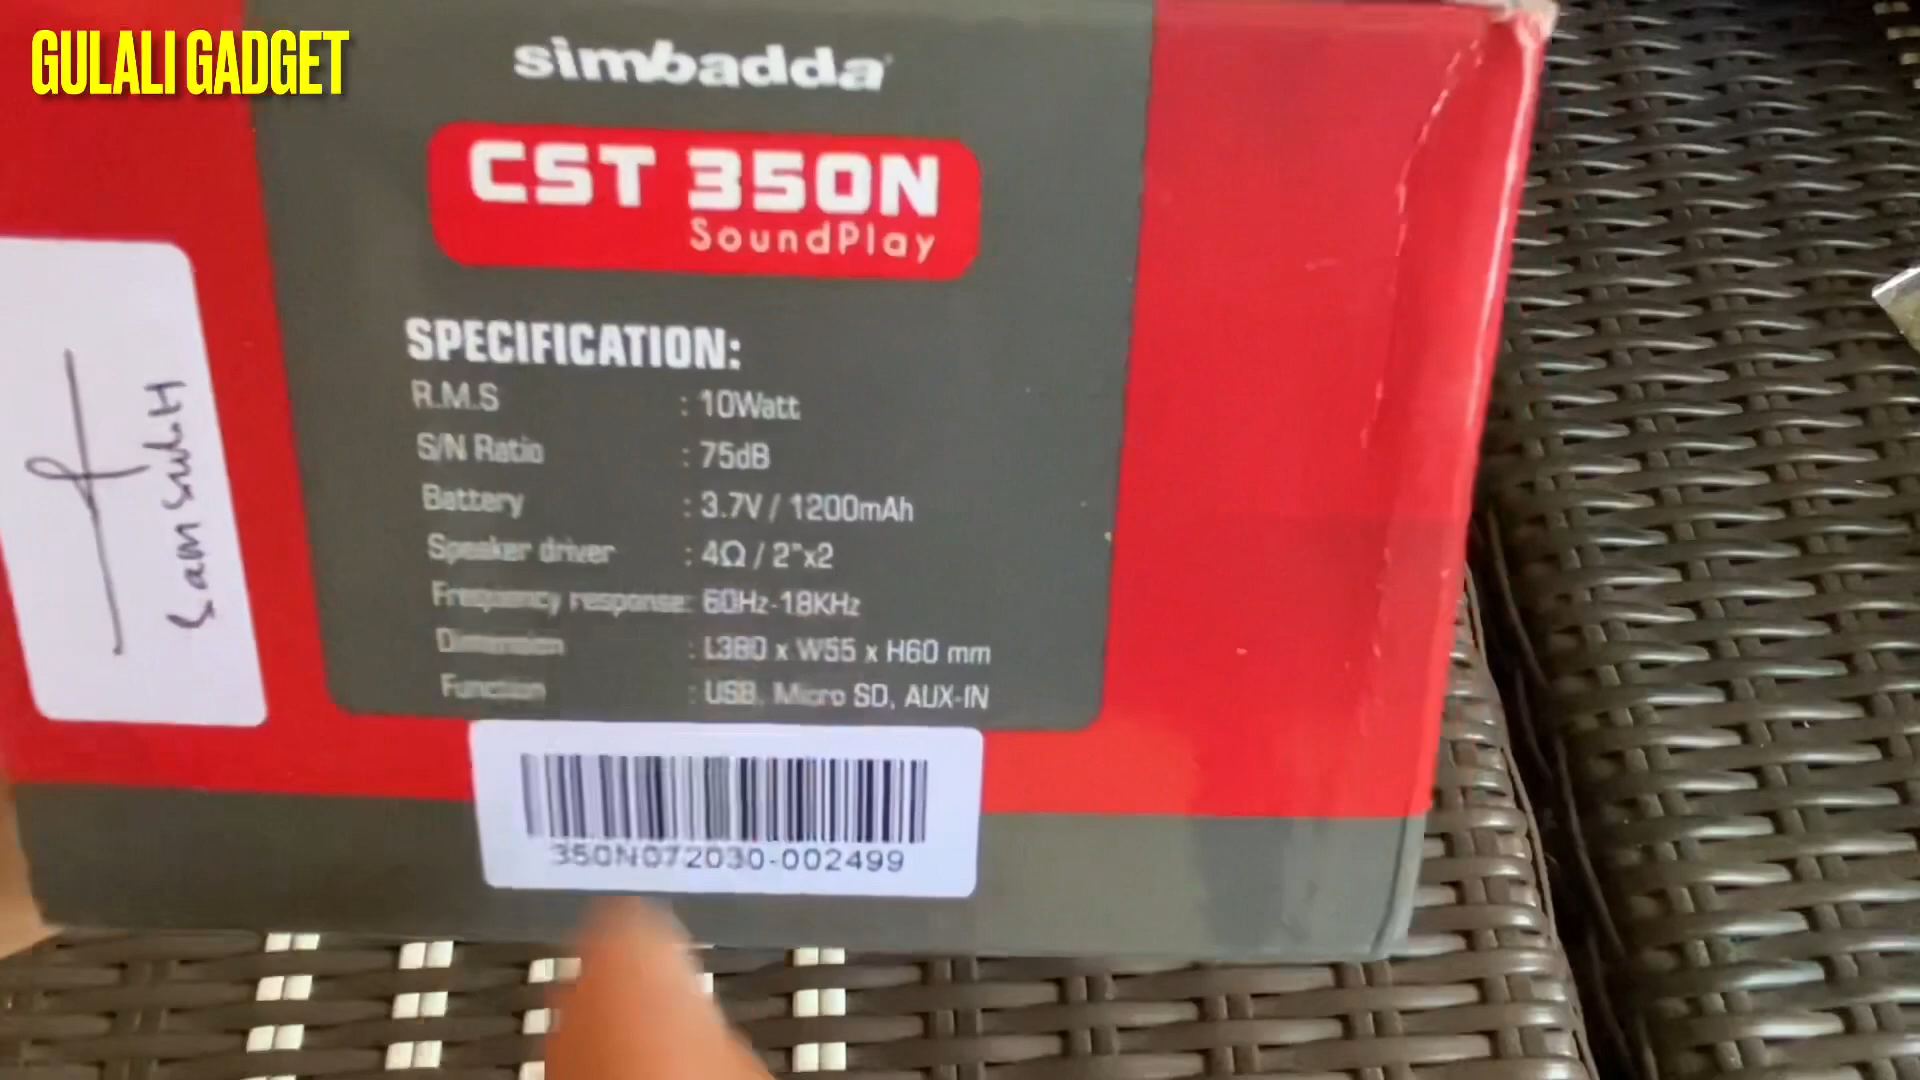 GULALI GADGET
simbadda
CST 350N
SoundPlay
SPECIFICATION:
R.M.S : 10Watt
S/N Ratio : 75dB
Battery : 3.7V / 1200mAh
Speaker driver : 4Ω / 2"x2
Frequency response: 60Hz-18KHz
Dimension : L380 x W55 x H60 mm
Function : USB, Micro SD, AUX-IN
350N072030-002499